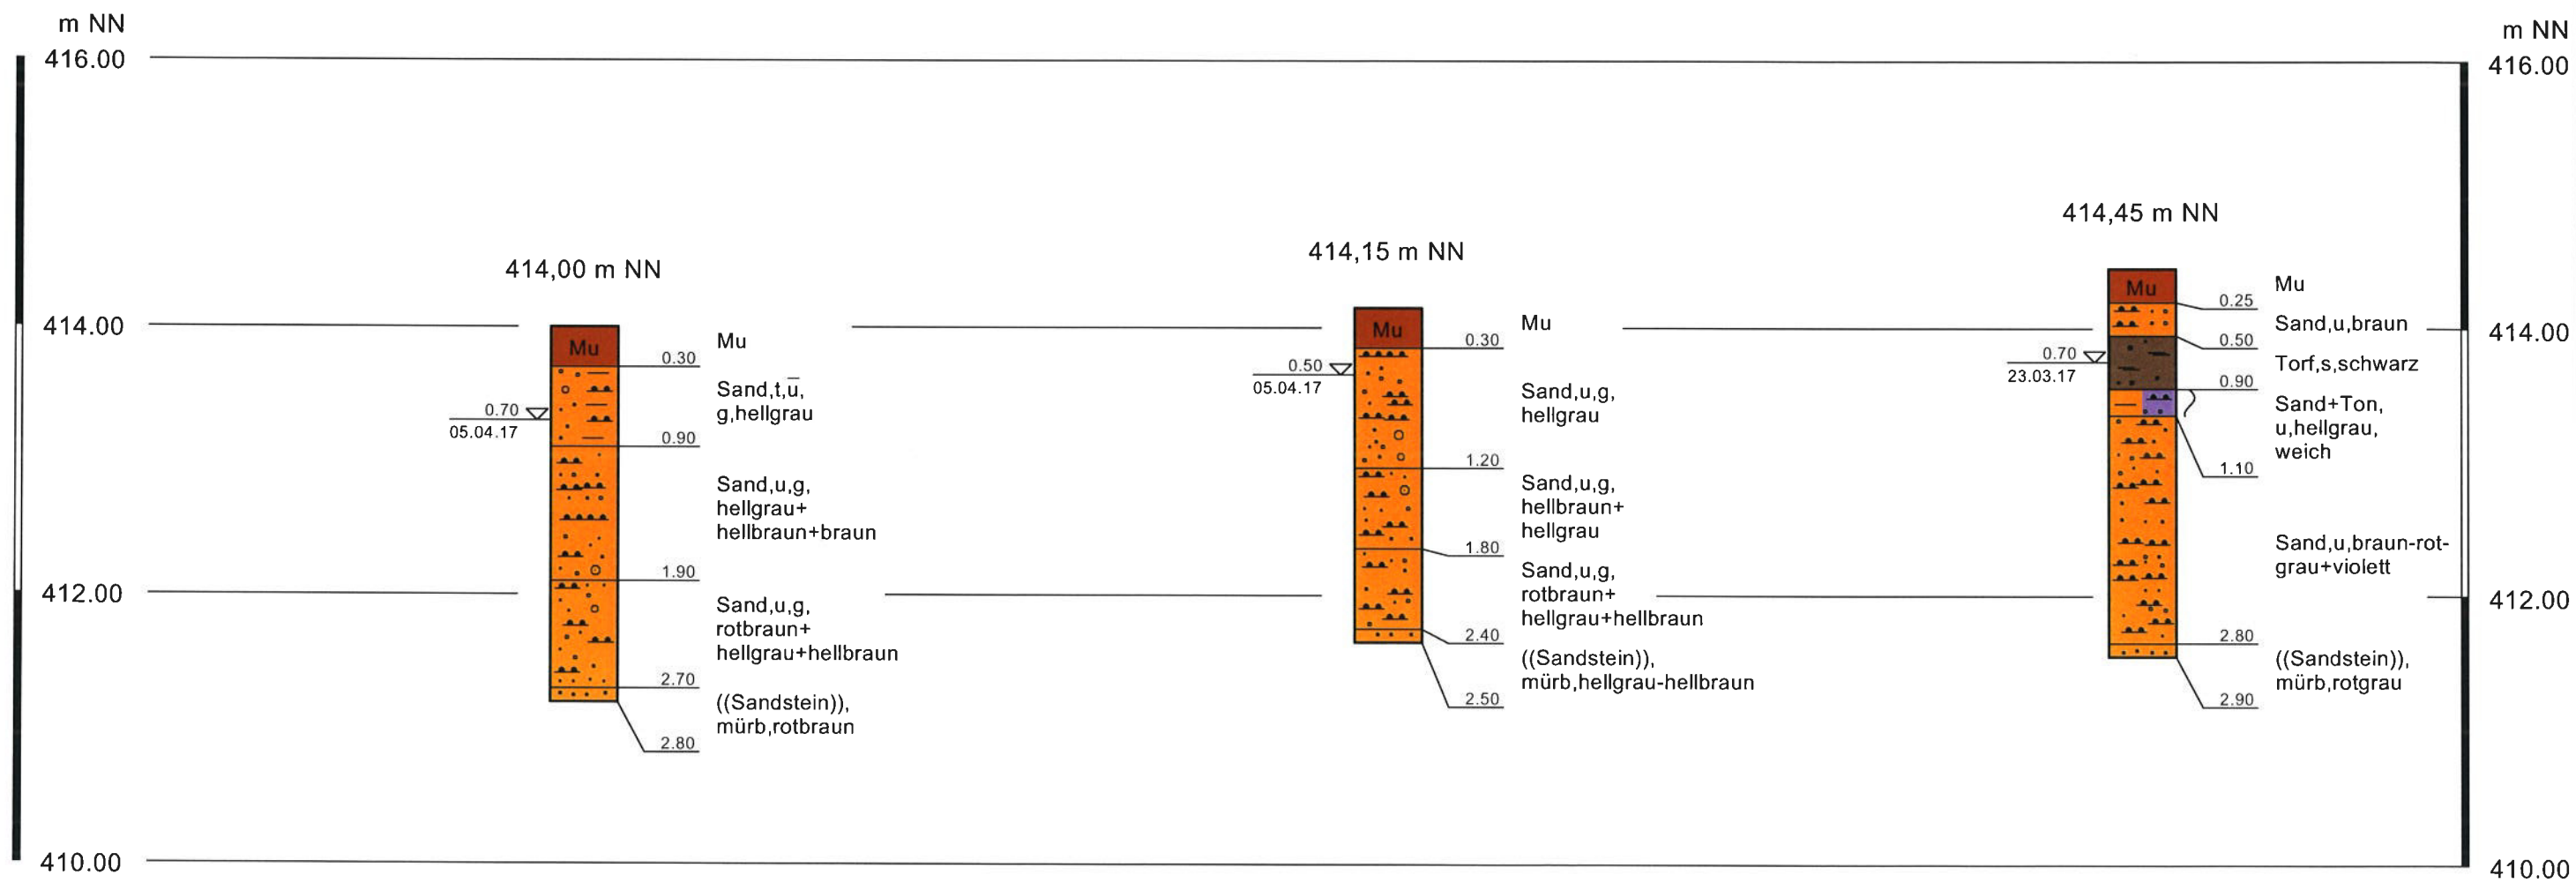 m NN
416.00
414.00
412.00
410.00
414,00 m NN
Mu
0.30
0.90
1.90
2.70
2.80
0.70
05.04.17
Mu
Sand,t,u̅,
g,hellgrau
Sand,u,g,
hellgrau+
hellbraun+braun
Sand,u,g,
rotbraun+
hellgrau+hellbraun
((Sandstein)),
mürb,rotbraun
414,15 m NN
Mu
0.30
1.20
1.80
2.40
2.50
0.50
05.04.17
Mu
Sand,u,g,
hellgrau
Sand,u,g,
hellbraun+
hellgrau
Sand,u,g,
rotbraun+
hellgrau+hellbraun
((Sandstein)),
mürb,hellgrau-hellbraun
414,45 m NN
Mu
0.25
0.50
0.90
1.10
2.80
2.90
0.70
23.03.17
Mu
Sand,u,braun
Torf,s,schwarz
Sand+Ton,
u,hellgrau,
weich
Sand,u,braun-rot-
grau+violett
((Sandstein)),
mürb,rotgrau
m NN
416.00
414.00
412.00
410.00